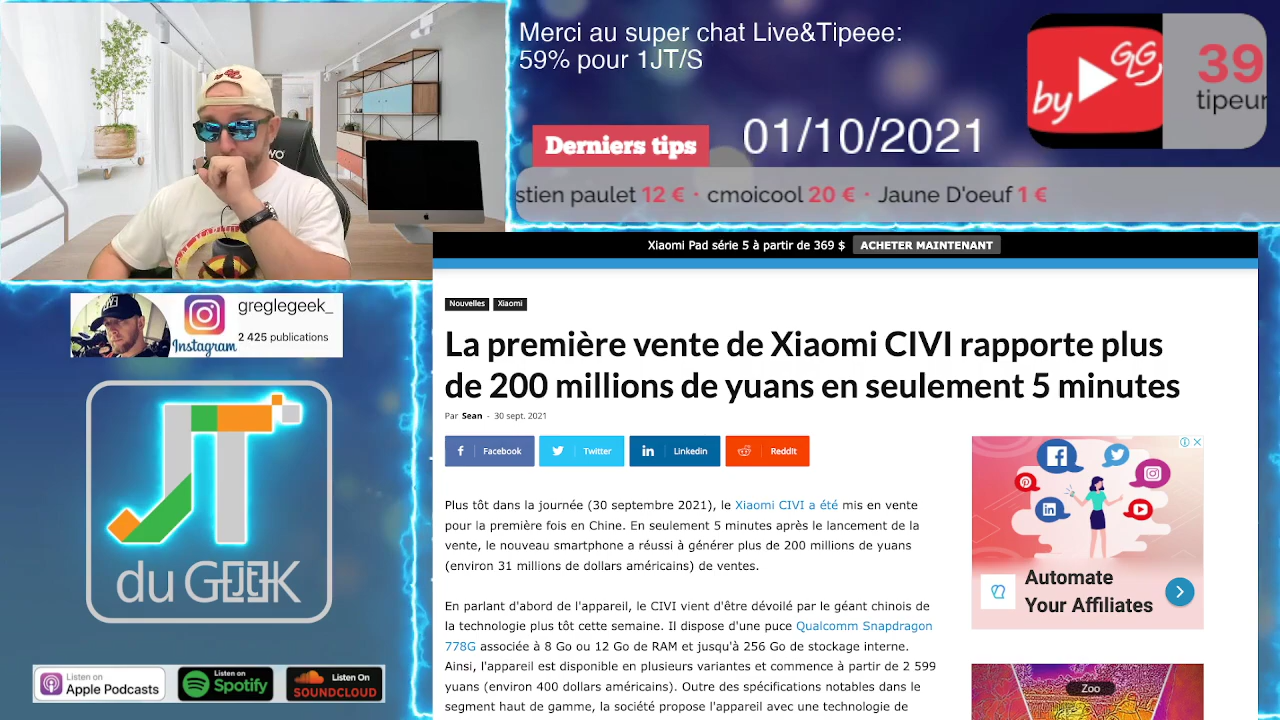 Merci au super chat Live&Tipeee:
59% pour 1JT/S
Derniers tips
01/10/2021
by GLG
39
tipeur
stien paulet 12 € · cmoicool 20 € · Jaune D'oeuf 1 €
greglegeek_
Instagram
2 425 publications
JT
du GEEK
Listen on
Apple Podcasts
Listen on
Spotify
Listen On
SOUNDCLOUD
Xiaomi Pad série 5 à partir de 369 $ ACHETER MAINTENANT
Nouvelles Xiaomi
La première vente de Xiaomi CIVI rapporte plus
de 200 millions de yuans en seulement 5 minutes
Par Sean - 30 sept. 2021
Facebook Twitter Linkedin ReddIt
Plus tôt dans la journée (30 septembre 2021), le Xiaomi CIVI a été mis en vente
pour la première fois en Chine. En seulement 5 minutes après le lancement de la
vente, le nouveau smartphone a réussi à générer plus de 200 millions de yuans
(environ 31 millions de dollars américains) de ventes.
En parlant d'abord de l'appareil, le CIVI vient d'être dévoilé par le géant chinois de
la technologie plus tôt cette semaine. Il dispose d'une puce Qualcomm Snapdragon
778G associée à 8 Go ou 12 Go de RAM et jusqu'à 256 Go de stockage interne.
Ainsi, l'appareil est disponible en plusieurs variantes et commence à partir de 2 599
yuans (environ 400 dollars américains). Outre des spécifications notables dans le
segment haut de gamme, la société propose l'appareil avec une technologie de
Automate
Your Affiliates
Zoo